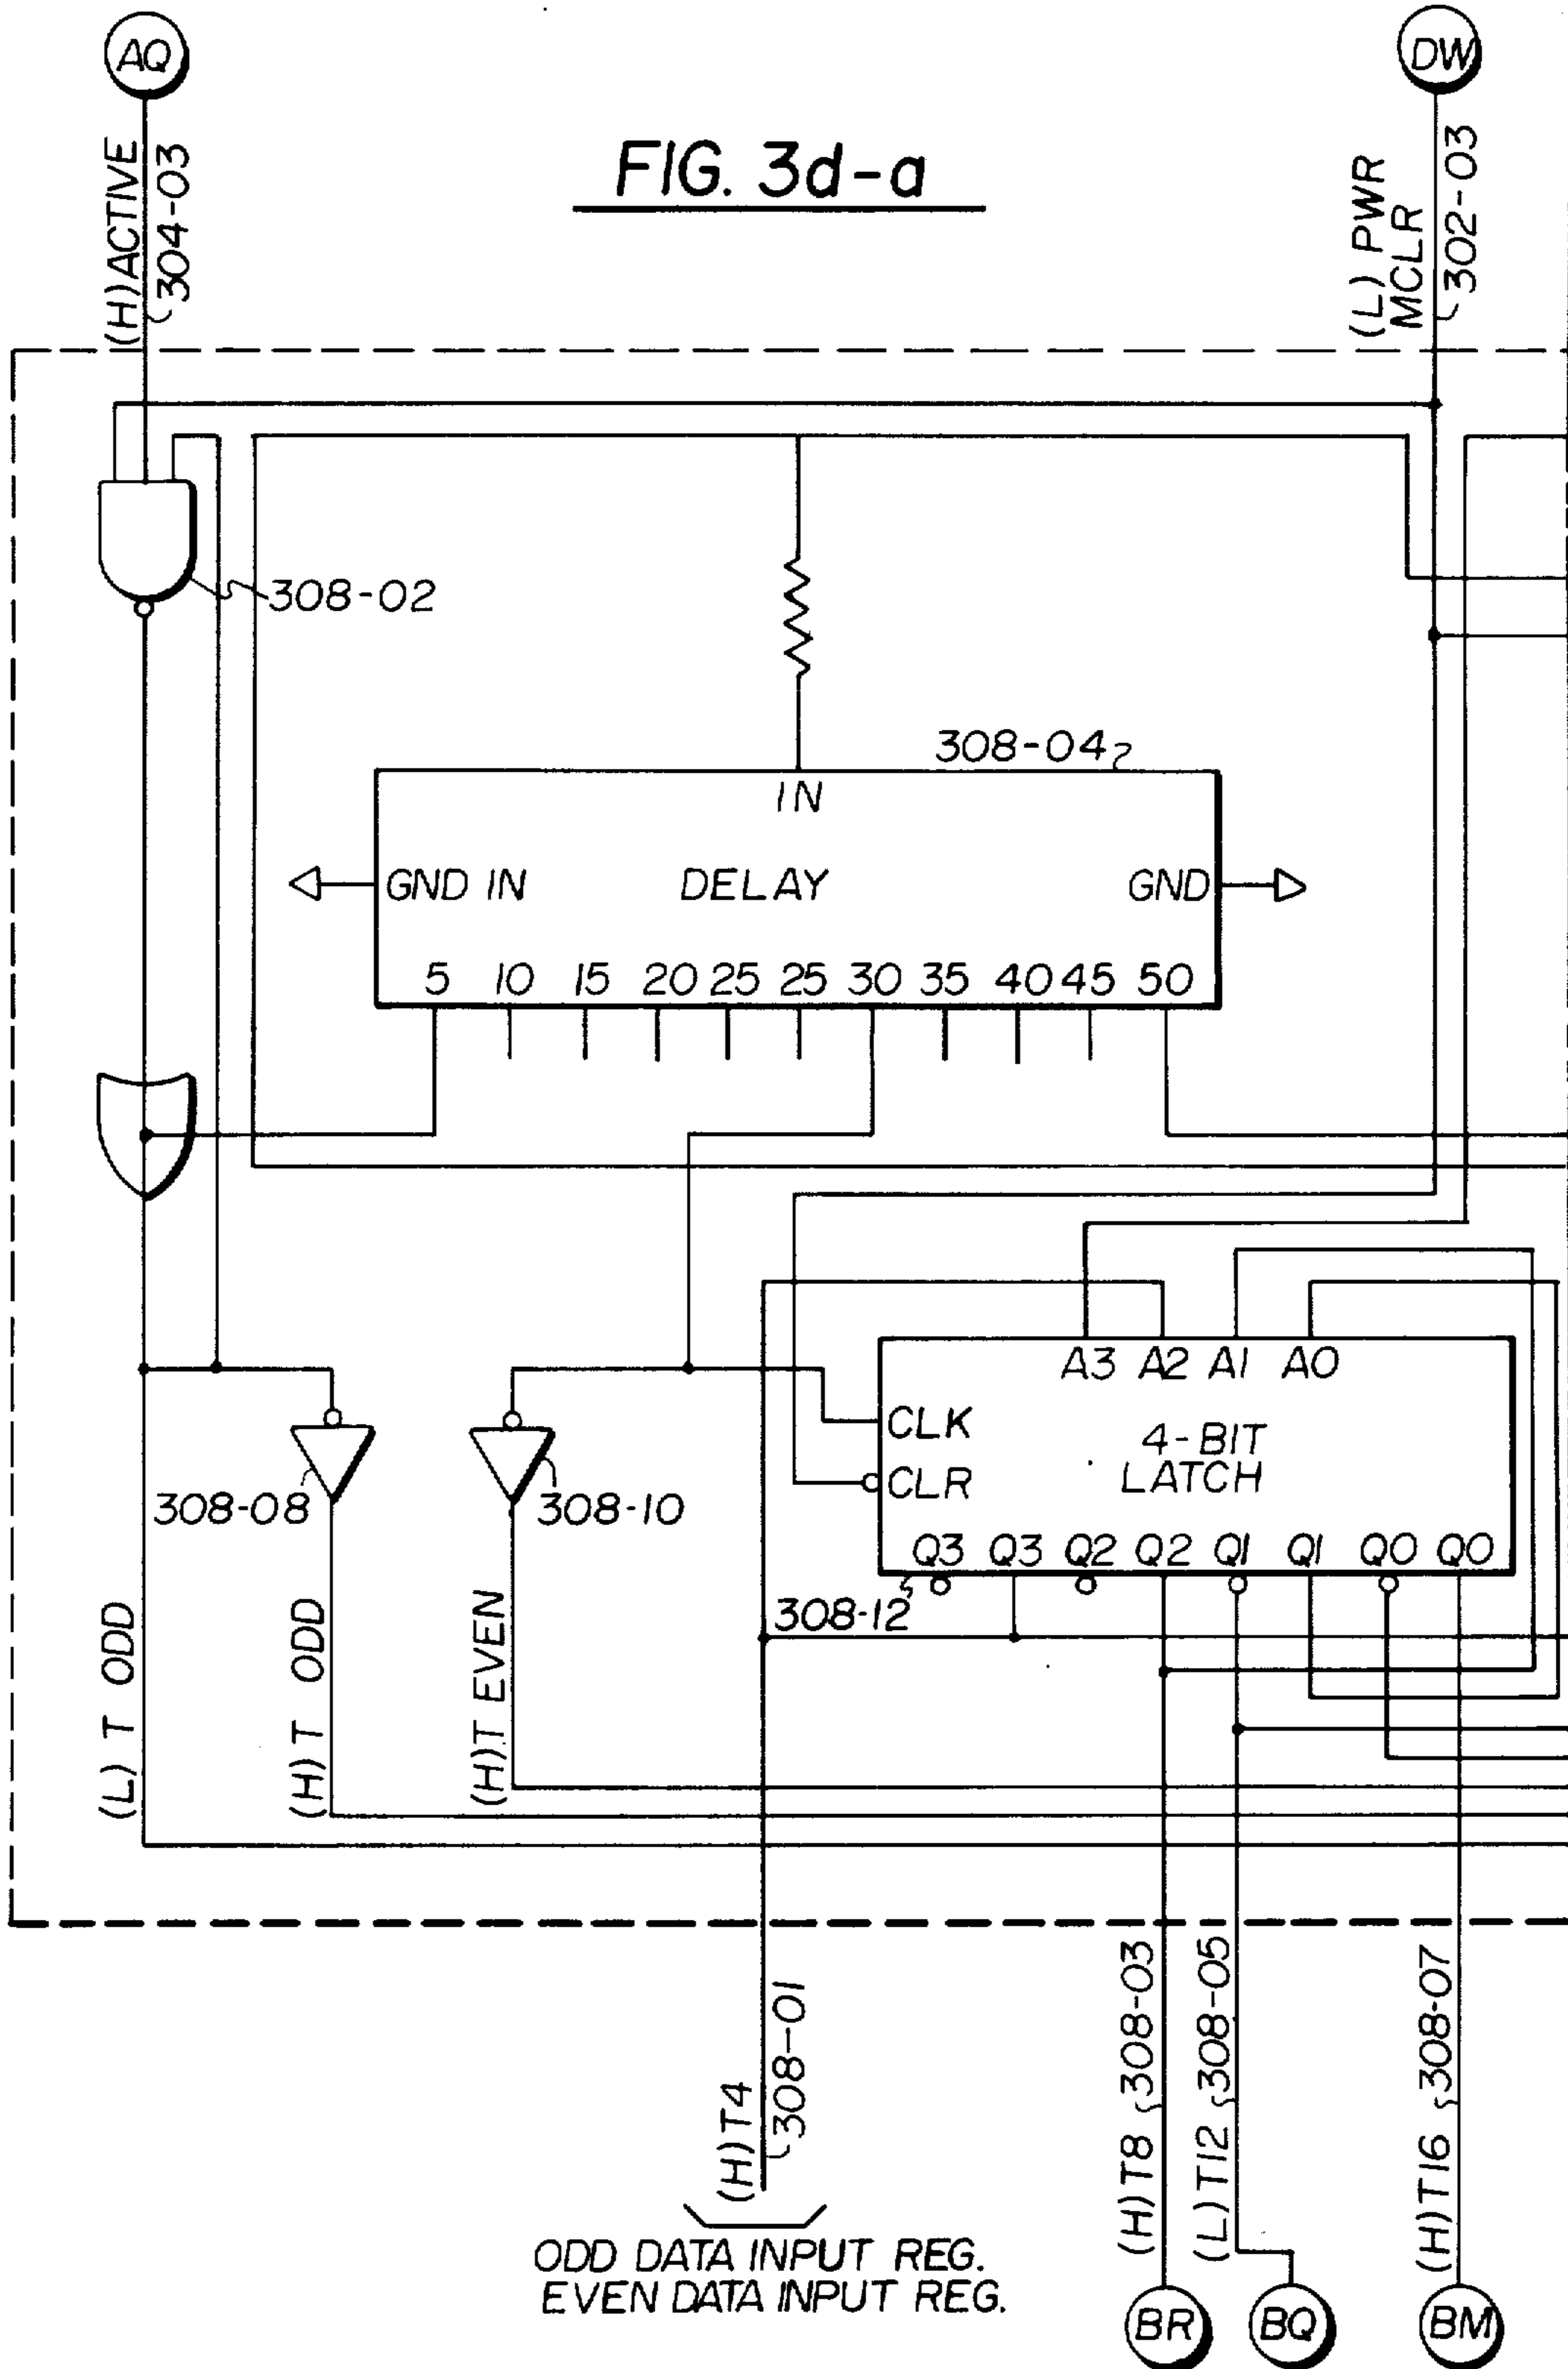 AQ
DW
FIG. 3d-a
(H)ACTIVE
304-03
(L) PWR
MCLR
302-03
308-02
308-04
IN
GND IN
DELAY
GND
5 10 15 20 25 25 30 35 40 45 50
A3 A2 A1 A0
CLK
4-BIT
LATCH
CLR
308-08
308-10
Q3 Q3 Q2 Q2 Q1 Q1 Q0 Q0
308-12
(L) T ODD
(H) T ODD
(H)T EVEN
(H)T4
308-01
(H)T8 308-03
(L)T12 308-05
(H)T16 308-07
ODD DATA INPUT REG.
EVEN DATA INPUT REG.
BR
BQ
BM